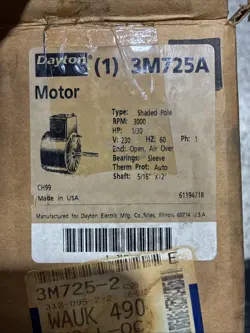 Dayton (1) 3M725A
Motor
Type: Shaded Pole
RPM: 3000
HP: 1/30
V: 230 HZ: 60 Ph: 1
Encl: Open, Air Over
Bearings: Sleeve
Therm Prot: Auto
Shaft: 5/16" x 2"
CH99
Made in USA
61194J18
Manufactured for Dayton Electric Mfg. Co., Niles, Illinois 60714 U.S.A.
E
3M725-2
WAUK 490